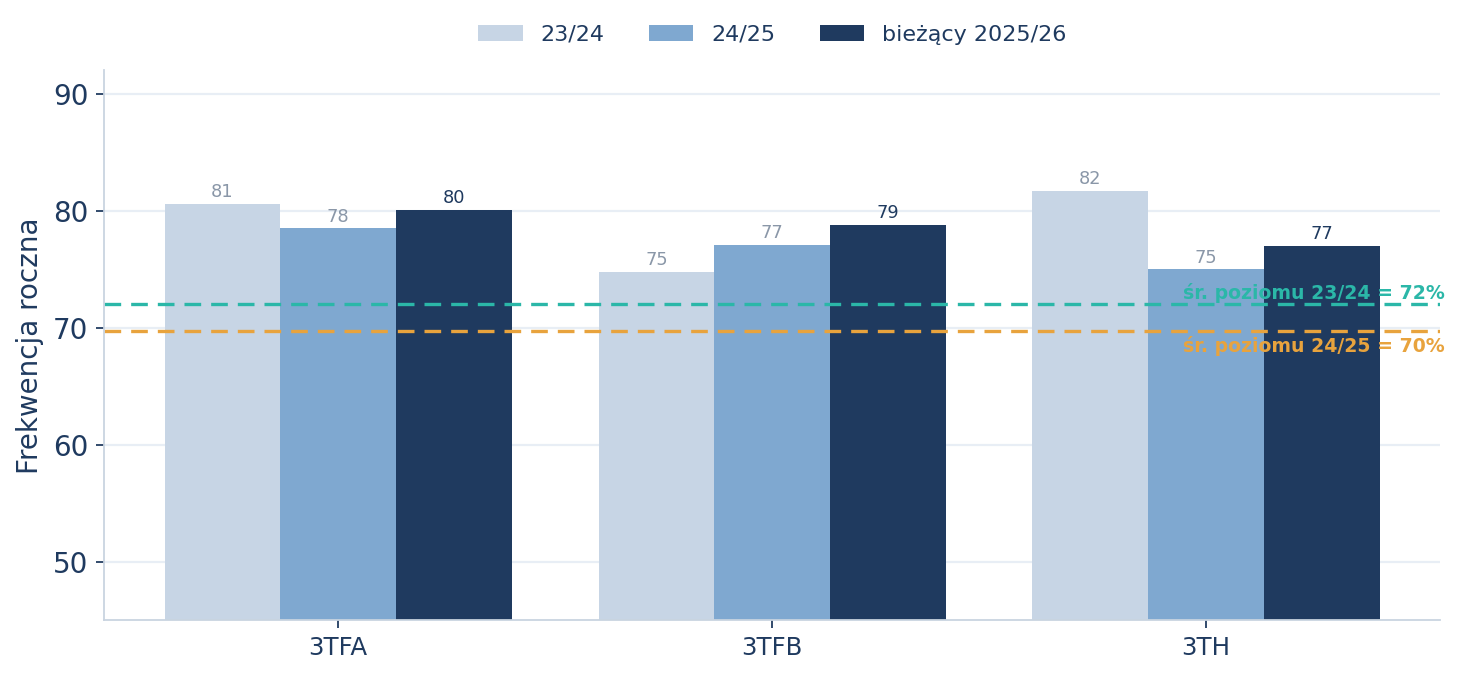 23/24 24/25 bieżący 2025/26
Frekwencja roczna
90
80
70
60
50
81
78
80
75
77
79
82
75
77
śr. poziomu 23/24 = 72%
śr. poziomu 24/25 = 70%
3TFA 3TFB 3TH